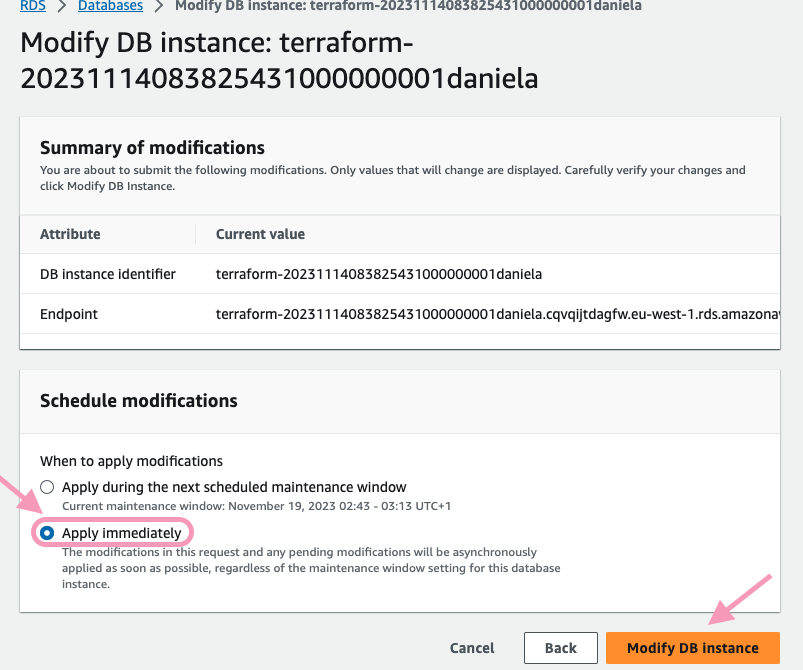 RDS > Databases > Modify DB instance: terraform-20231114083825431000000001daniela
Modify DB instance: terraform-
20231114083825431000000001daniela
Summary of modifications
You are about to submit the following modifications. Only values that will change are displayed. Carefully verify your changes and
click Modify DB Instance.
Attribute Current value
DB instance identifier terraform-20231114083825431000000001daniela
Endpoint terraform-20231114083825431000000001daniela.cqvqijtdagfw.eu-west-1.rds.amazona
Schedule modifications
When to apply modifications
Apply during the next scheduled maintenance window
Current maintenance window: November 19, 2023 02:43 - 03:13 UTC+1
Apply immediately
The modifications in this request and any pending modifications will be asynchronously
applied as soon as possible, regardless of the maintenance window setting for this database
instance.
Cancel Back Modify DB instance